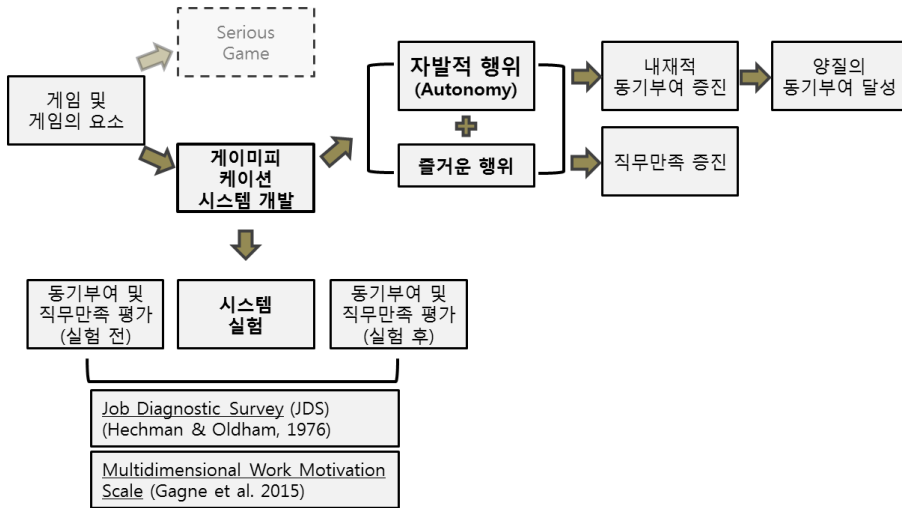 Serious
Game
게임 및
게임의 요소
게이미피
케이션
시스템 개발
자발적 행위
(Autonomy)
즐거운 행위
내재적
동기부여 증진
양질의
동기부여 달성
직무만족 증진
동기부여 및
직무만족 평가
(실험 전)
시스템
실험
동기부여 및
직무만족 평가
(실험 후)
Job Diagnostic Survey (JDS)
(Hechman & Oldham, 1976)
Multidimensional Work Motivation
Scale (Gagne et al. 2015)